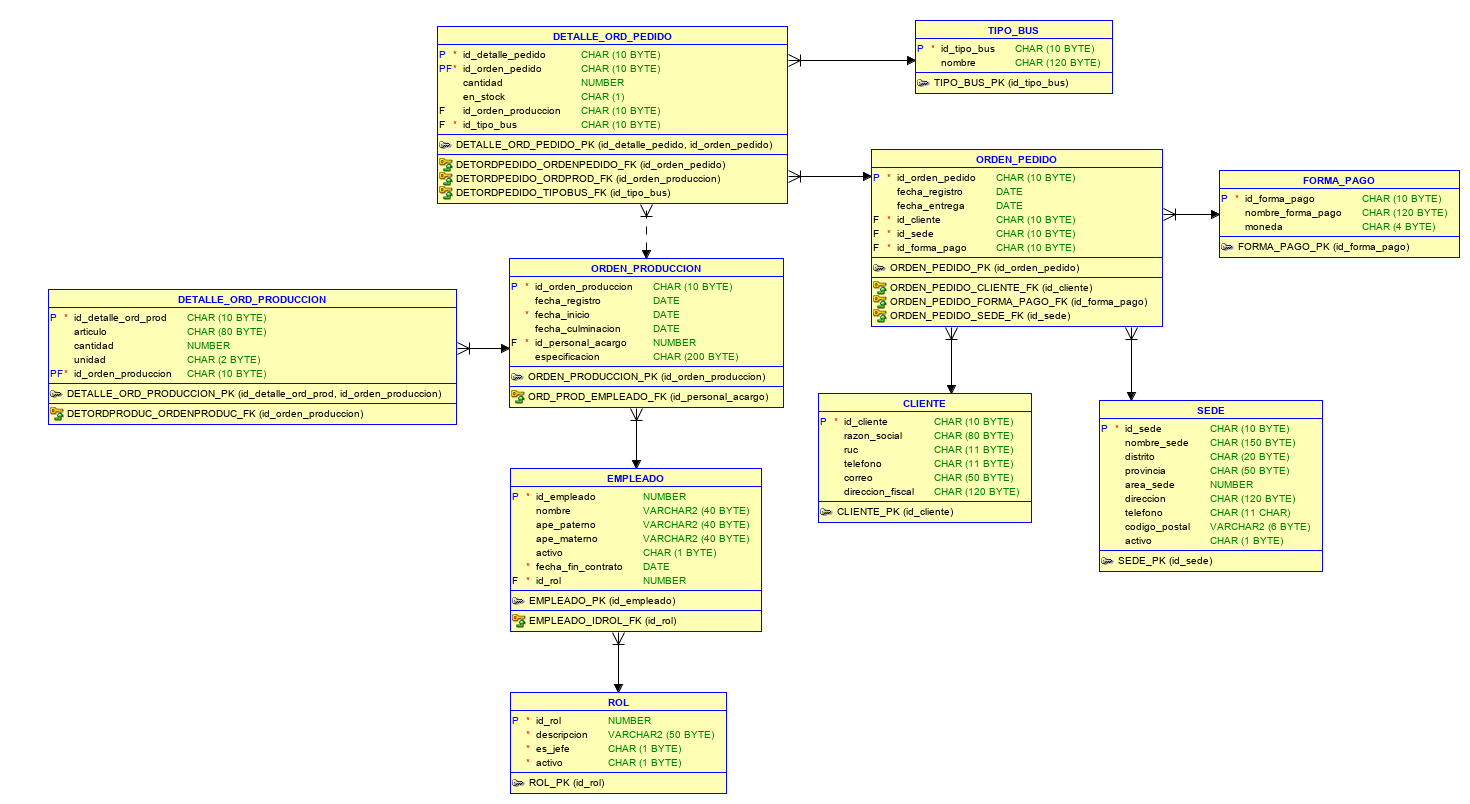 DETALLE_ORD_PEDIDO
P * id_detalle_pedido CHAR (10 BYTE)
PF* id_orden_pedido CHAR (10 BYTE)
cantidad NUMBER
en_stock CHAR (1)
F id_orden_produccion CHAR (10 BYTE)
F * id_tipo_bus CHAR (10 BYTE)
DETALLE_ORD_PEDIDO_PK (id_detalle_pedido, id_orden_pedido)
DETORDPEDIDO_ORDENPEDIDO_FK (id_orden_pedido)
DETORDPEDIDO_ORDPROD_FK (id_orden_produccion)
DETORDPEDIDO_TIPOBUS_FK (id_tipo_bus)
TIPO_BUS
P * id_tipo_bus CHAR (10 BYTE)
nombre CHAR (120 BYTE)
TIPO_BUS_PK (id_tipo_bus)
ORDEN_PEDIDO
P * id_orden_pedido CHAR (10 BYTE)
fecha_registro DATE
fecha_entrega DATE
F * id_cliente CHAR (10 BYTE)
F * id_sede CHAR (10 BYTE)
F * id_forma_pago CHAR (10 BYTE)
ORDEN_PEDIDO_PK (id_orden_pedido)
ORDEN_PEDIDO_CLIENTE_FK (id_cliente)
ORDEN_PEDIDO_FORMA_PAGO_FK (id_forma_pago)
ORDEN_PEDIDO_SEDE_FK (id_sede)
FORMA_PAGO
P * id_forma_pago CHAR (10 BYTE)
nombre_forma_pago CHAR (120 BYTE)
moneda CHAR (4 BYTE)
FORMA_PAGO_PK (id_forma_pago)
DETALLE_ORD_PRODUCCION
P * id_detalle_ord_prod CHAR (10 BYTE)
articulo CHAR (80 BYTE)
cantidad NUMBER
unidad CHAR (2 BYTE)
PF* id_orden_produccion CHAR (10 BYTE)
DETALLE_ORD_PRODUCCION_PK (id_detalle_ord_prod, id_orden_produccion)
DETORDPRODUC_ORDENPRODUC_FK (id_orden_produccion)
ORDEN_PRODUCCION
P * id_orden_produccion CHAR (10 BYTE)
fecha_registro DATE
* fecha_inicio DATE
fecha_culminacion DATE
F * id_personal_acargo NUMBER
especificacion CHAR (200 BYTE)
ORDEN_PRODUCCION_PK (id_orden_produccion)
ORD_PROD_EMPLEADO_FK (id_personal_acargo)
CLIENTE
P * id_cliente CHAR (10 BYTE)
razon_social CHAR (80 BYTE)
ruc CHAR (11 BYTE)
telefono CHAR (11 BYTE)
correo CHAR (50 BYTE)
direccion_fiscal CHAR (120 BYTE)
CLIENTE_PK (id_cliente)
SEDE
P * id_sede CHAR (10 BYTE)
nombre_sede CHAR (150 BYTE)
distrito CHAR (20 BYTE)
provincia CHAR (50 BYTE)
area_sede NUMBER
direccion CHAR (120 BYTE)
telefono CHAR (11 CHAR)
codigo_postal VARCHAR2 (6 BYTE)
activo CHAR (1 BYTE)
SEDE_PK (id_sede)
EMPLEADO
P * id_empleado NUMBER
nombre VARCHAR2 (40 BYTE)
ape_paterno VARCHAR2 (40 BYTE)
ape_materno VARCHAR2 (40 BYTE)
activo CHAR (1 BYTE)
* fecha_fin_contrato DATE
F * id_rol NUMBER
EMPLEADO_PK (id_empleado)
EMPLEADO_IDROL_FK (id_rol)
ROL
P * id_rol NUMBER
* descripcion VARCHAR2 (50 BYTE)
* es_jefe CHAR (1 BYTE)
* activo CHAR (1 BYTE)
ROL_PK (id_rol)